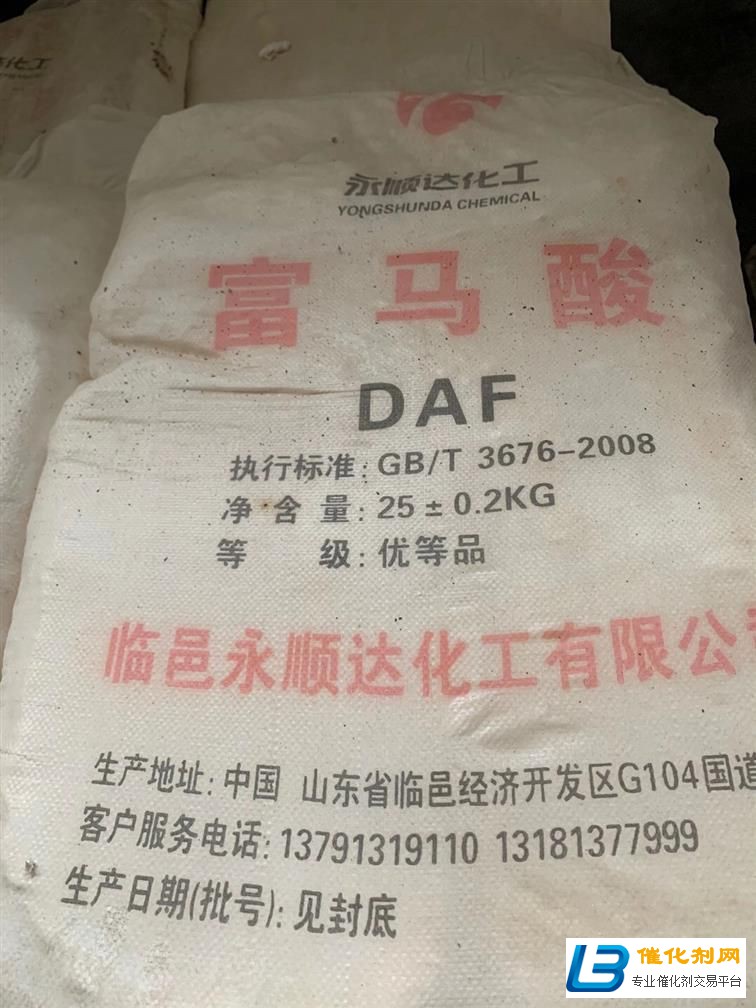 永顺达化工
YONGSHUNDA CHEMICAL
富马酸
DAF
执行标准: GB/T 3676-2008
净含量: 25±0.2KG
等 级: 优等品
临邑永顺达化工有限公司
生产地址: 中国 山东省临邑经济开发区G104国道
客户服务电话: 13791319110 13181377999
生产日期(批号): 见封底
催化剂网
专业催化剂交易平台